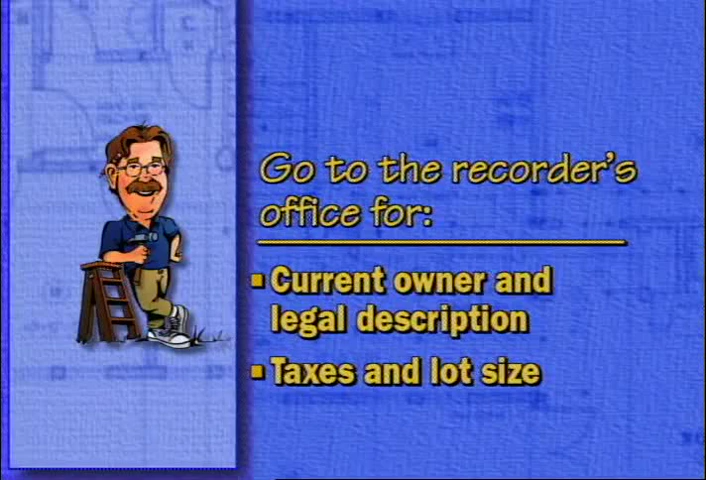 Go to the recorder's
office for:
▪ Current owner and
legal description
▪ Taxes and lot size